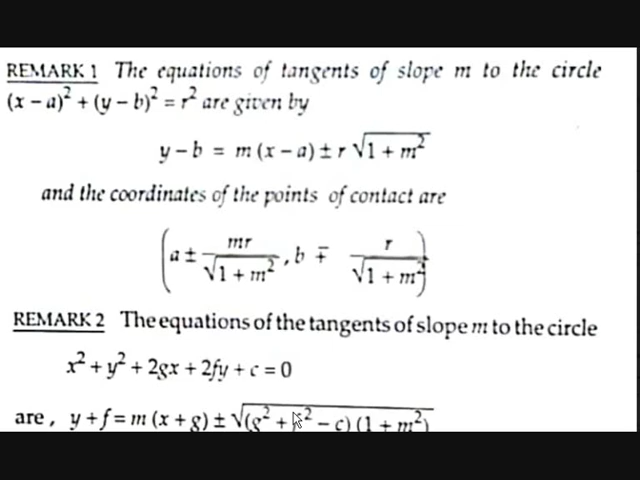 REMARK 1 The equations of tangents of slope m to the circle
(x – a)² + (y – b)² = r² are given by
y – b = m (x – a) ± r √(1 + m²)
and the coordinates of the points of contact are
(a ± mr/√(1 + m²), b ∓ r/√(1 + m²))
REMARK 2 The equations of the tangents of slope m to the circle
x² + y² + 2gx + 2fy + c = 0
are, y + f = m (x + g) ± √((g² + f² – c) (1 + m²))